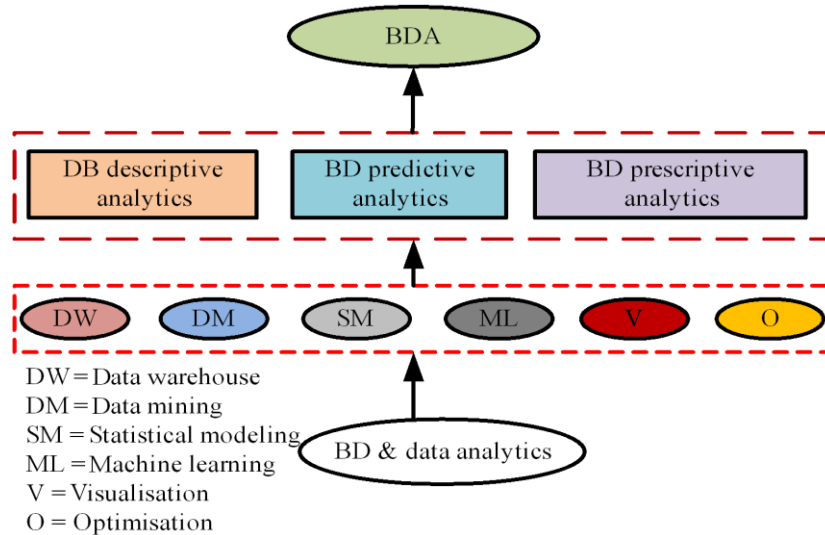 BDA
DB descriptive
analytics
BD predictive
analytics
BD prescriptive
analytics
DW
DM
SM
ML
V
O
DW = Data warehouse
DM = Data mining
SM = Statistical modeling
ML = Machine learning
V = Visualisation
O = Optimisation
BD & data analytics